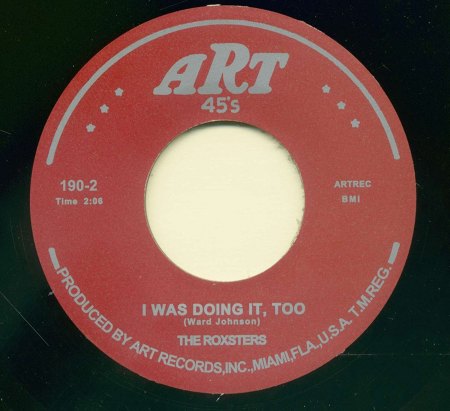 ART
45's
190-2
Time 2:06
ARTREC
BMI
I WAS DOING IT, TOO
(Ward Johnson)
THE ROXSTERS
PRODUCED BY ART RECORDS,INC.,MIAMI,FLA.,U.S.A. T.M.REG.